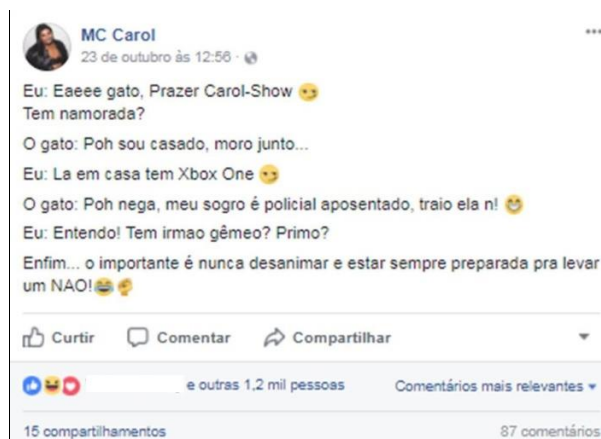 MC Carol
23 de outubro às 12:56 ·
Eu: Eaeee gato, Prazer Carol-Show 😏
Tem namorada?
O gato: Poh sou casado, moro junto...
Eu: La em casa tem Xbox One 😏
O gato: Poh nega, meu sogro é policial aposentado, traio ela n! 😁
Eu: Entendo! Tem irmao gêmeo? Primo?
Enfim... o importante é nunca desanimar e estar sempre preparada pra levar
um NAO!😂✌
Curtir Comentar Compartilhar
e outras 1,2 mil pessoas Comentários mais relevantes
15 compartilhamentos 87 comentários